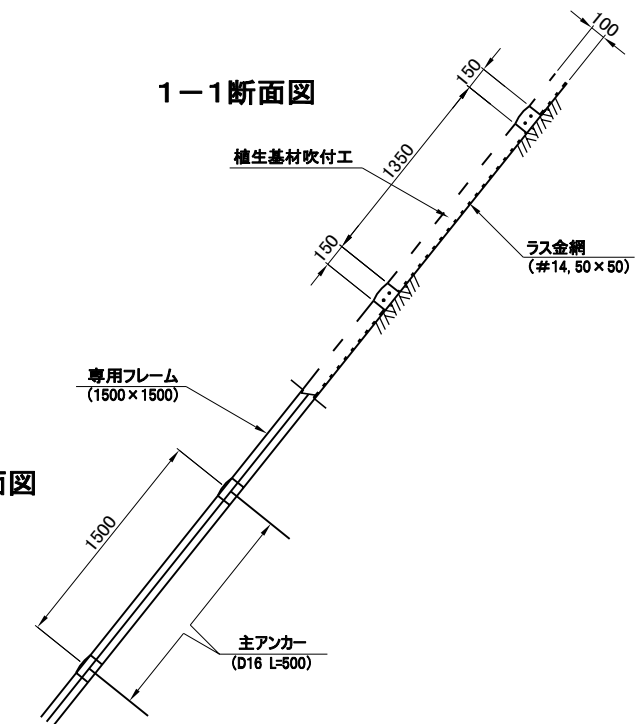 100
1-1断面図
150
植生基材吹付工
1350
150
ラス金網
(#14, 50×50)
専用フレーム
(1500×1500)
面図
1500
主アンカー
(D16 L=500)